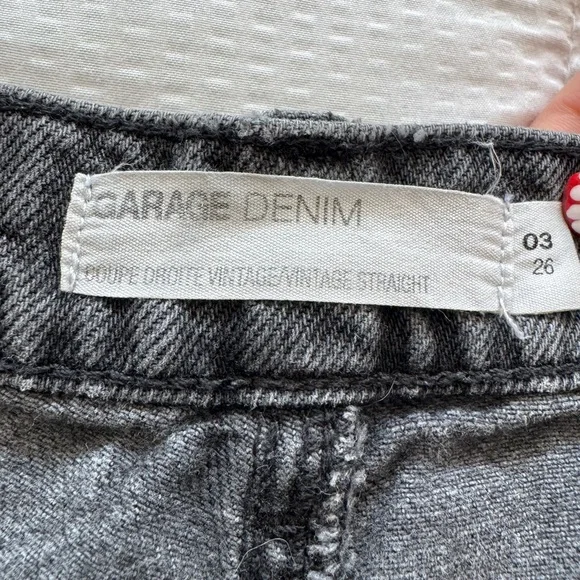 GARAGE DENIM
COUPE DROITE VINTAGE/VINTAGE STRAIGHT
03
26